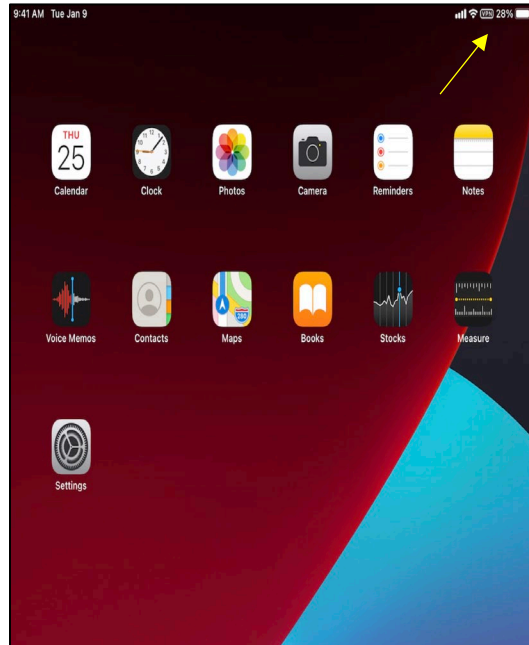 9:41 AM Tue Jan 9
VPN 28%
THU
25
Calendar
Clock
Photos
Camera
Reminders
Notes
Voice Memos
Contacts
Maps
280
Books
Stocks
Measure
Settings